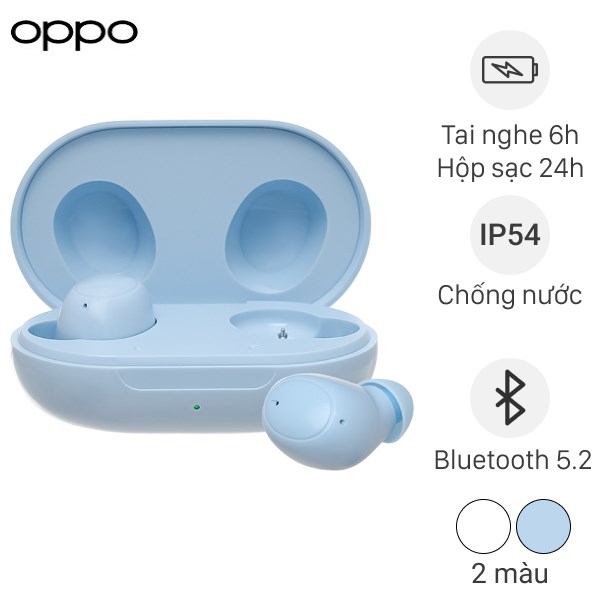 oppo
Tai nghe 6h
Hộp sạc 24h
IP54
Chống nước
Bluetooth 5.2
2 màu